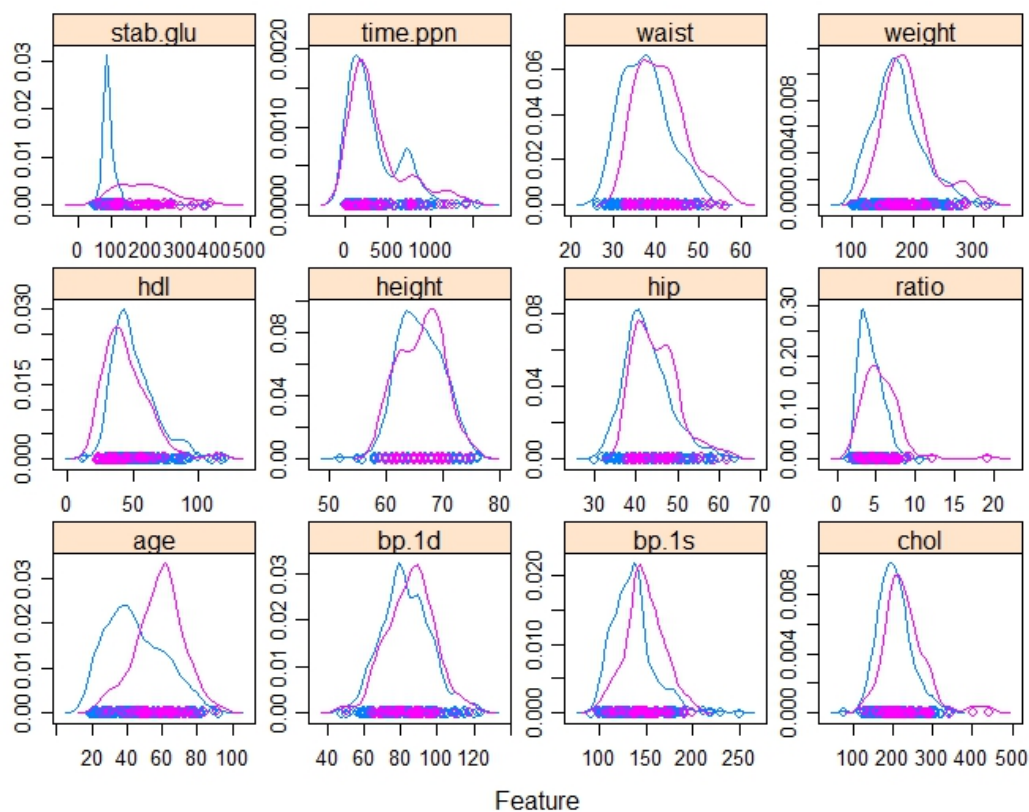 stab.glu time.ppn waist weight
0.00 0.01 0.02 0.03
0.0000 0.0010 0.0020
0.00 0.02 0.04 0.06
0.000 0.004 0.008
0 100 200 300 400 500
0 500 1000
20 30 40 50 60
100 200 300
hdl height hip ratio
0.000 0.015 0.030
0.00 0.04 0.08
0.00 0.04 0.08
0.00 0.10 0.20 0.30
0 50 100
50 60 70 80
30 40 50 60 70
0 5 10 15 20
age bp.1d bp.1s chol
0.00 0.01 0.02 0.03
0.00 0.01 0.02 0.03
0.000 0.010 0.020
0.000 0.004 0.008
20 40 60 80 100
40 60 80 100 120
100 150 200 250
100 200 300 400 500
Feature